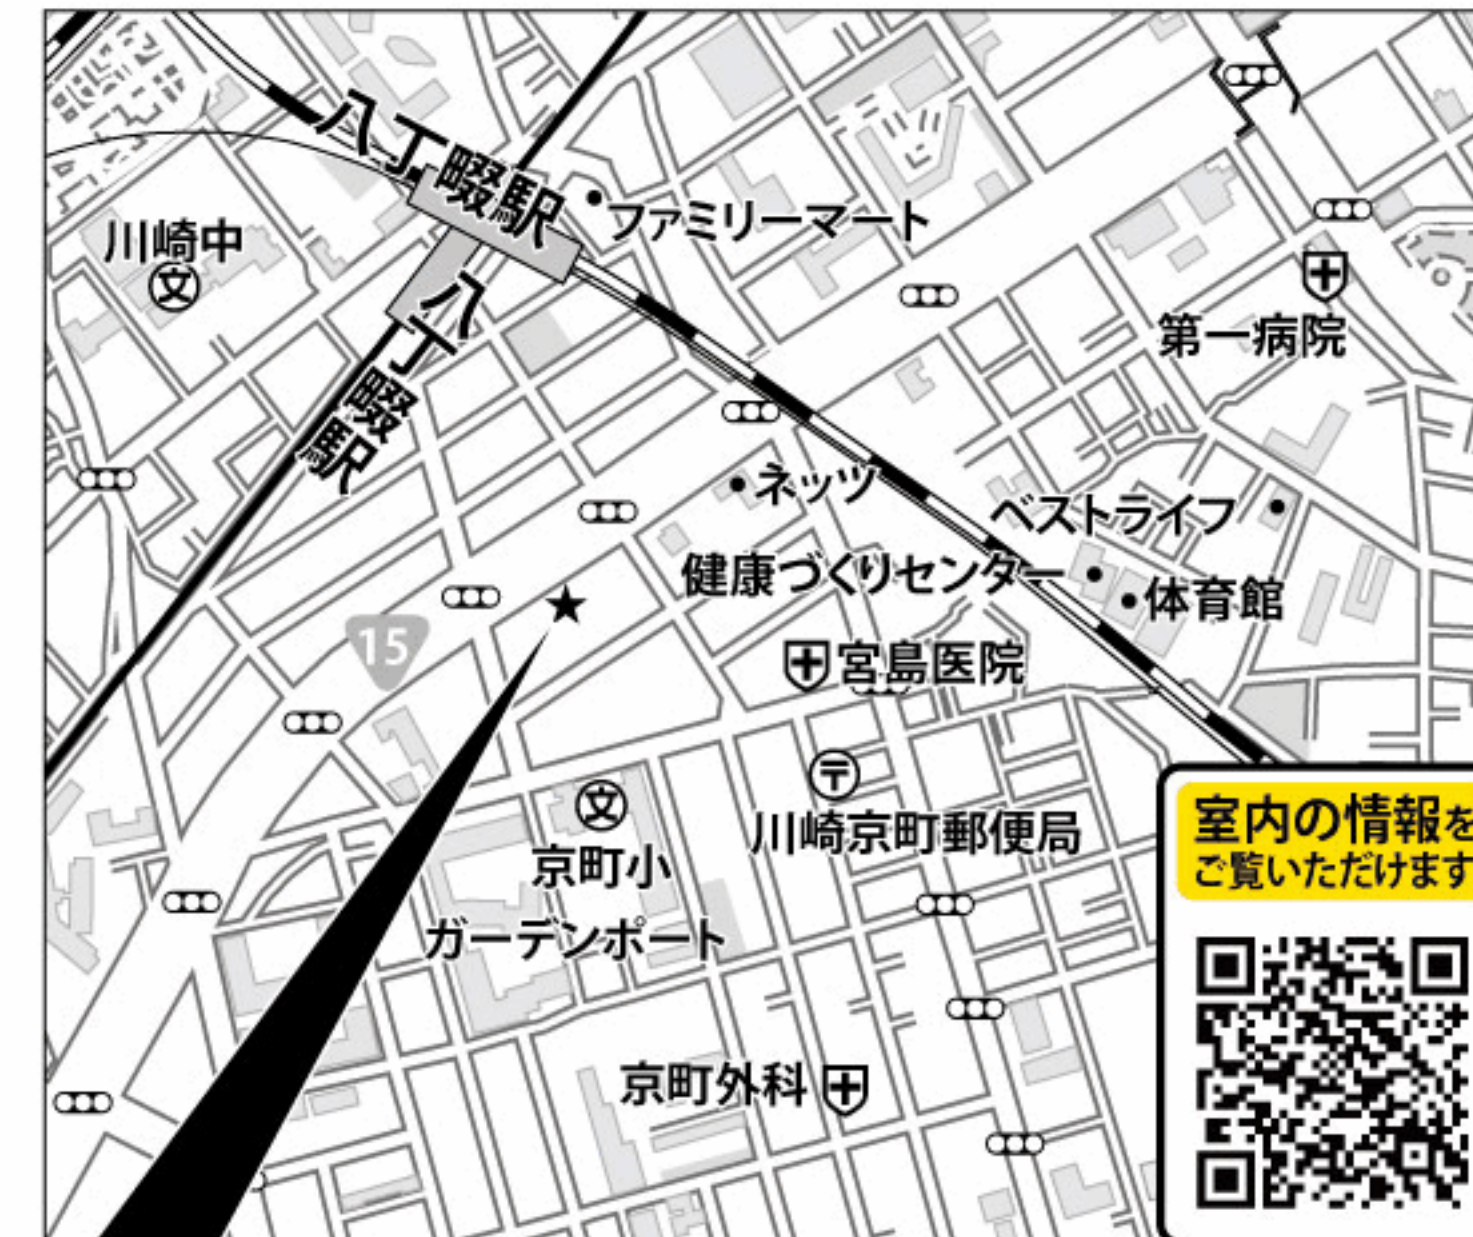 八丁畷駅
ファミリーマート
川崎中
文
八丁畷駅
第一病院
ネッツ
ベストライフ
健康づくりセンター
体育館
15
宮島医院
〒
川崎京町郵便局
文
京町小
ガーデンポート
京町外科
室内の情報を
ご覧いただけます